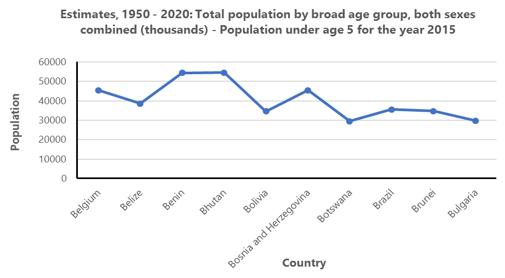 Estimates, 1950 - 2020: Total population by broad age group, both sexes
combined (thousands) - Population under age 5 for the year 2015
60000
50000
40000
30000
20000
10000
0
Population
Belgium
Belize
Benin
Bhutan
Bolivia
Bosnia and Herzegovina
Botswana
Brazil
Brunei
Bulgaria
Country